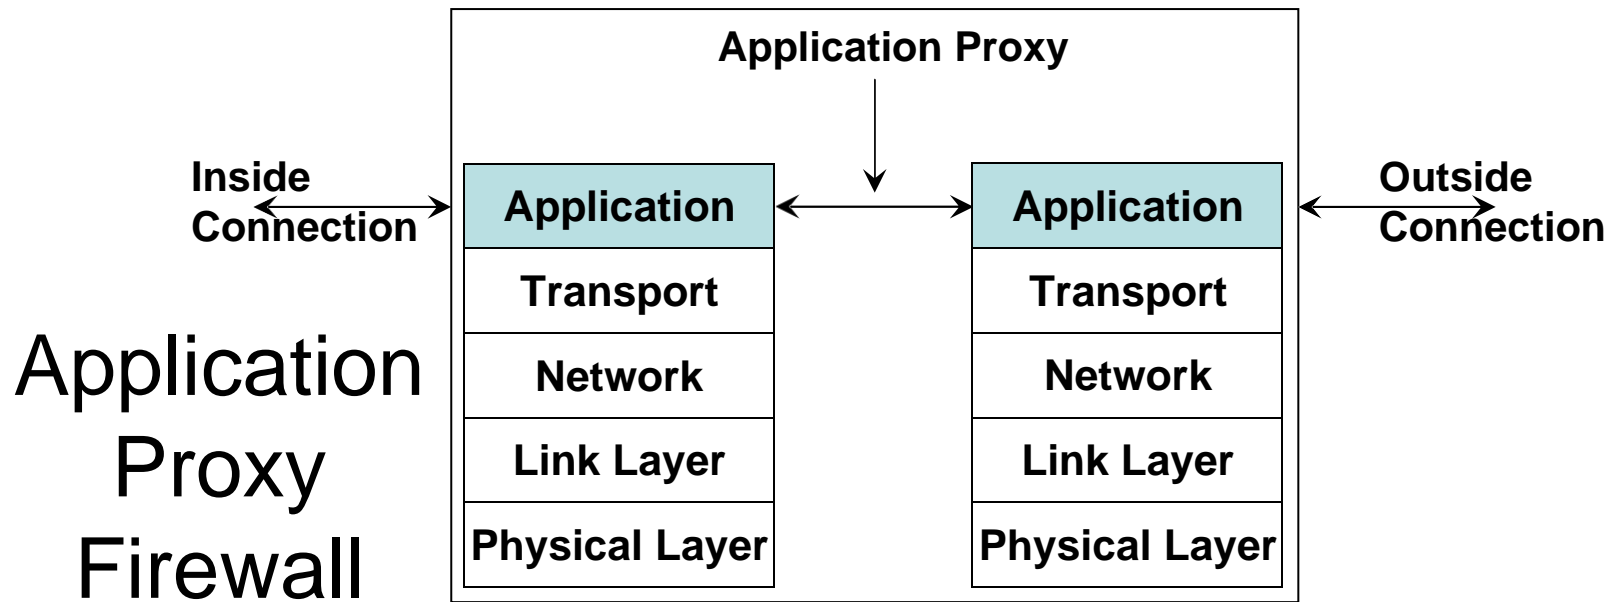 Application Proxy
Inside
Connection
Application
Transport
Network
Link Layer
Physical Layer
Application
Transport
Network
Link Layer
Physical Layer
Outside
Connection
Application
Proxy
Firewall